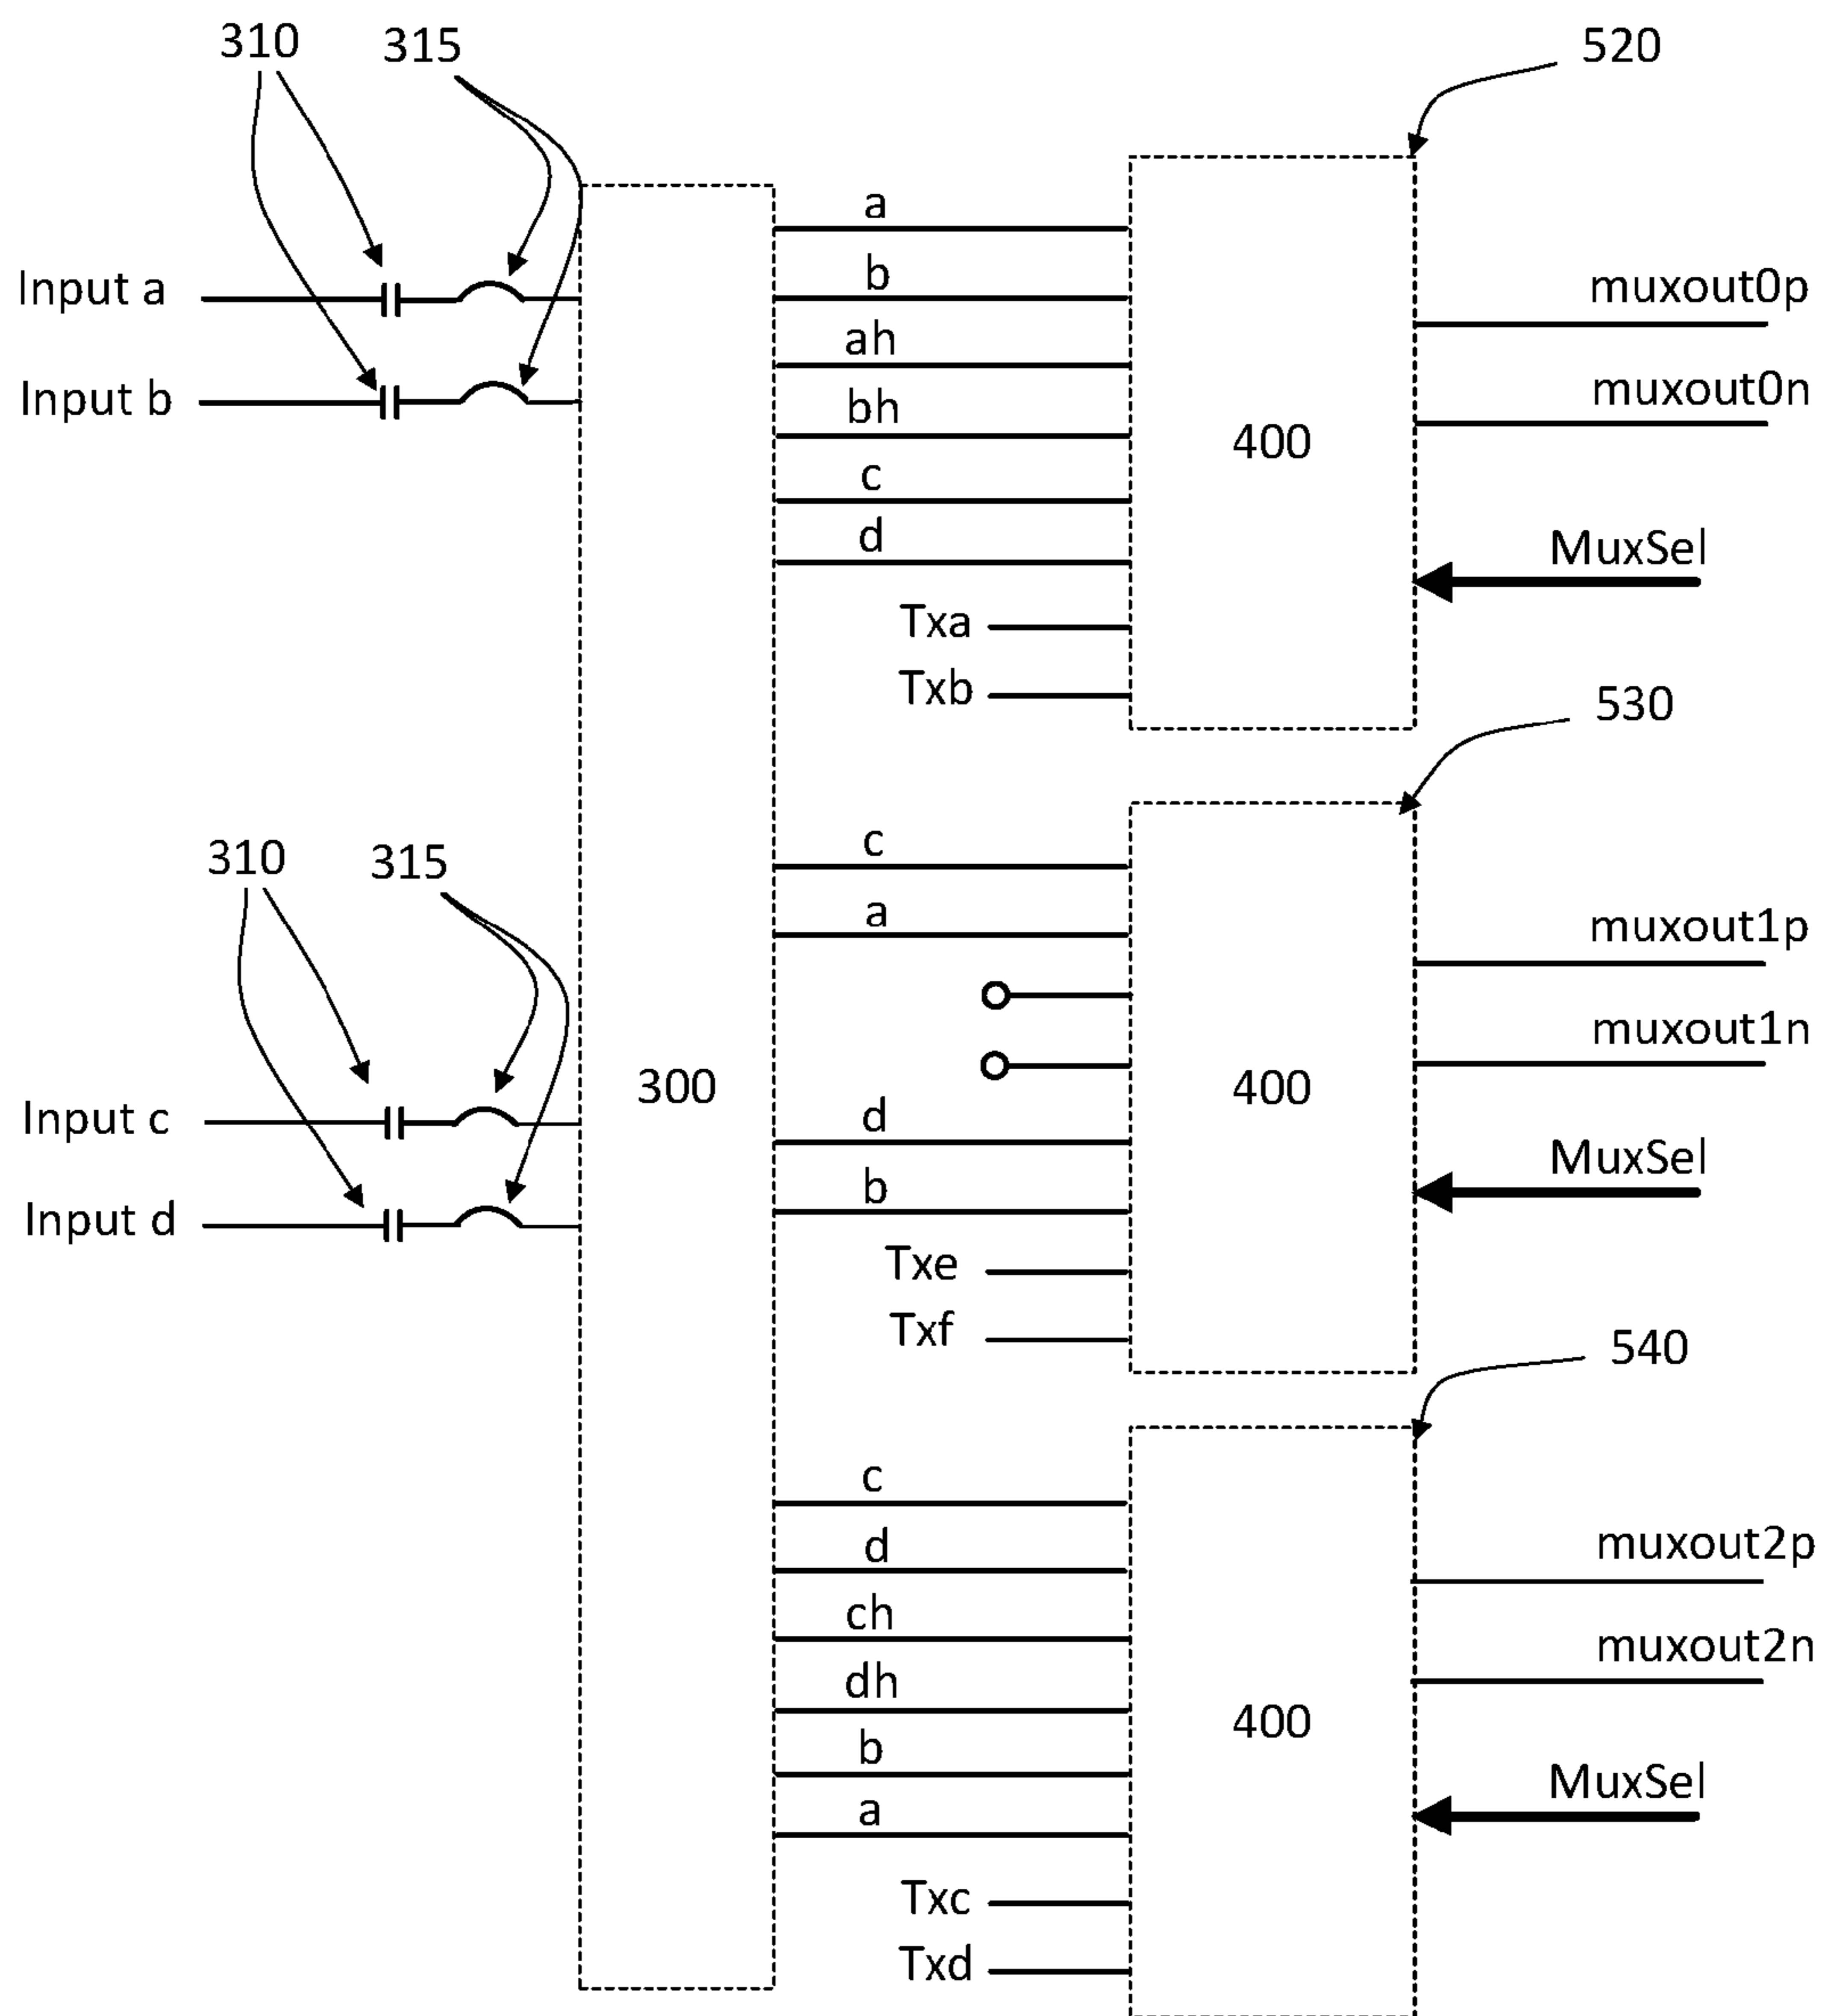 310
315
520
a
b
Input a
muxout0p
ah
Input b
muxout0n
bh
400
c
d
MuxSel
Txa
Txb
530
310
315
c
a
muxout1p
muxout1n
300
400
Input c
d
MuxSel
b
Input d
Txe
Txf
540
c
d
muxout2p
ch
muxout2n
dh
400
b
MuxSel
a
Txc
Txd